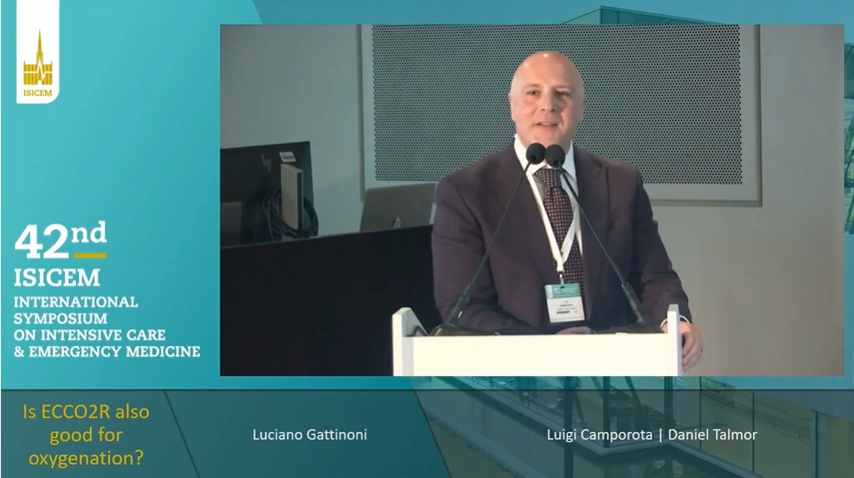 ISICEM
42nd
ISICEM
INTERNATIONAL
SYMPOSIUM
ON INTENSIVE CARE
& EMERGENCY MEDICINE
Is ECCO2R also
good for
oxygenation?
Luciano Gattinoni
Luigi Camporota | Daniel Talmor